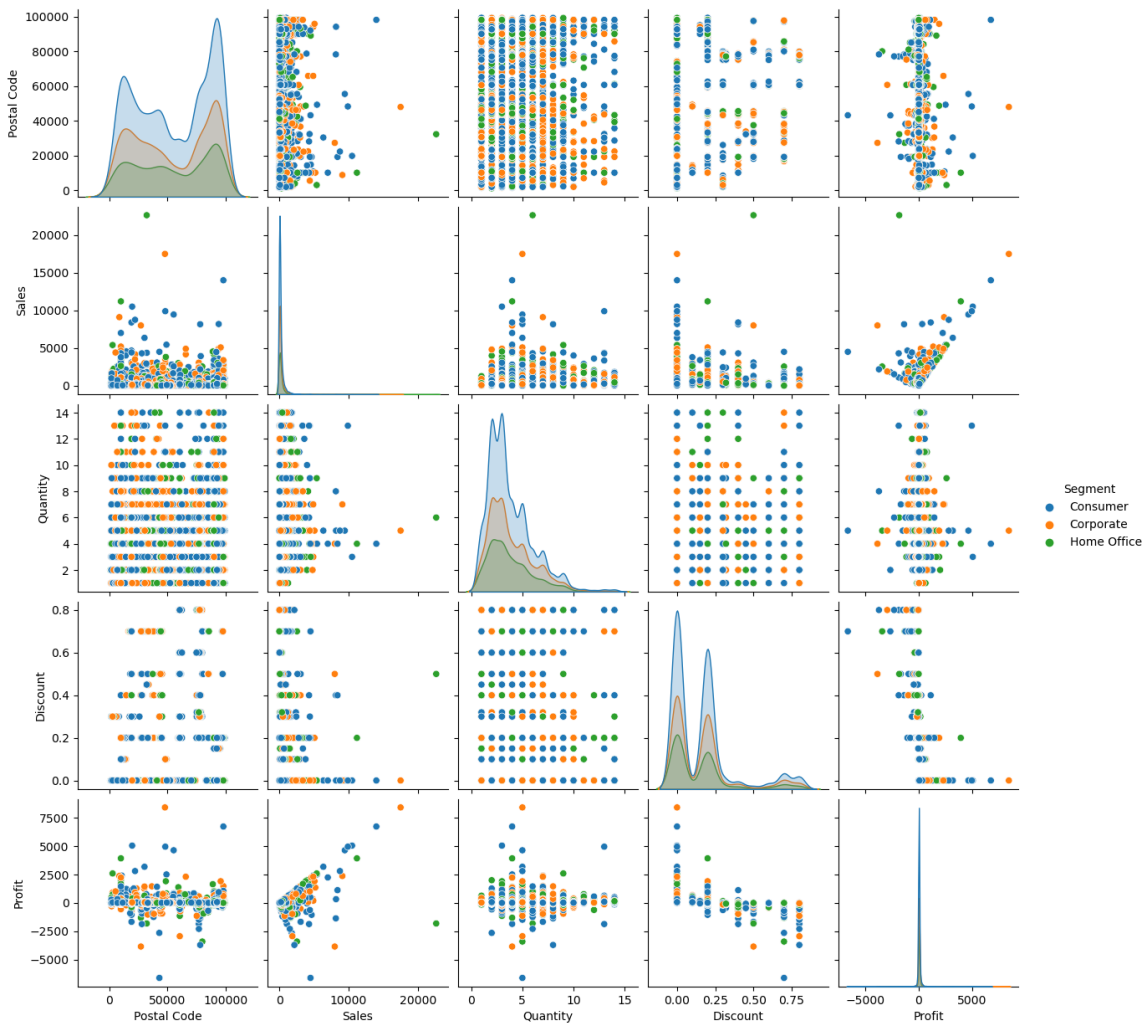 100000
80000
60000
40000
20000
0
Postal Code
20000
15000
10000
5000
0
Sales
14
12
10
8
6
4
2
Quantity
Segment
Consumer
Corporate
Home Office
0.8
0.6
0.4
0.2
0.0
Discount
7500
5000
2500
0
−2500
−5000
Profit
0 50000 100000
0 10000 20000
0 5 10 15
0.00 0.25 0.50 0.75
−5000 0 5000
Postal Code
Sales
Quantity
Discount
Profit